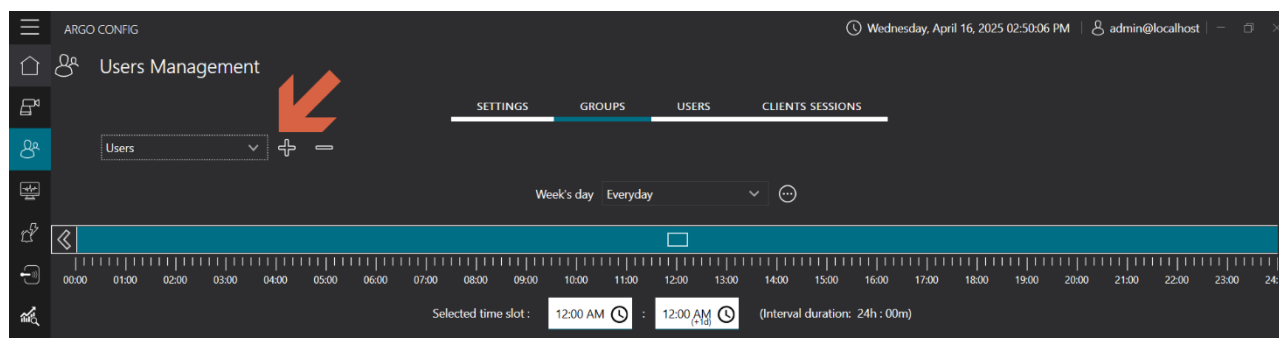 ARGO CONFIG
Wednesday, April 16, 2025 02:50:06 PM
admin@localhost
Users Management
SETTINGS GROUPS USERS CLIENTS SESSIONS
Users
Week's day Everyday
00:00 01:00 02:00 03:00 04:00 05:00 06:00 07:00 08:00 09:00 10:00 11:00 12:00 13:00 14:00 15:00 16:00 17:00 18:00 19:00 20:00 21:00 22:00 23:00 24:
Selected time slot : 12:00 AM : 12:00 AM (+1d) (Interval duration: 24h : 00m)